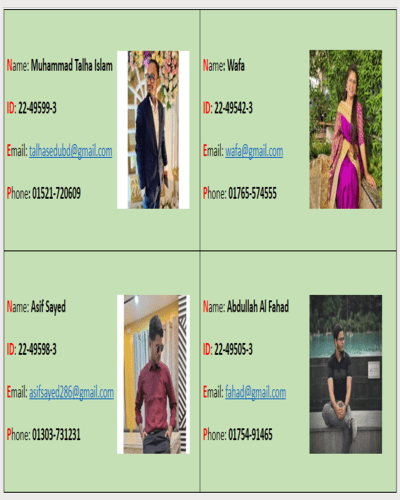 Name: Muhammad Talha Islam
ID: 22-49599-3
Email: talhasedubd@gmail.com
Phone: 01521-720609
Name: Wafa
ID: 22-49542-3
Email: wafa@gmail.com
Phone: 01765-574555
Name: Asif Sayed
ID: 22-49598-3
Email: asifsayed286@gmail.com
Phone: 01303-731231
Name: Abdullah Al Fahad
ID: 22-49505-3
Email: fahad@gmail.com
Phone: 01754-91465